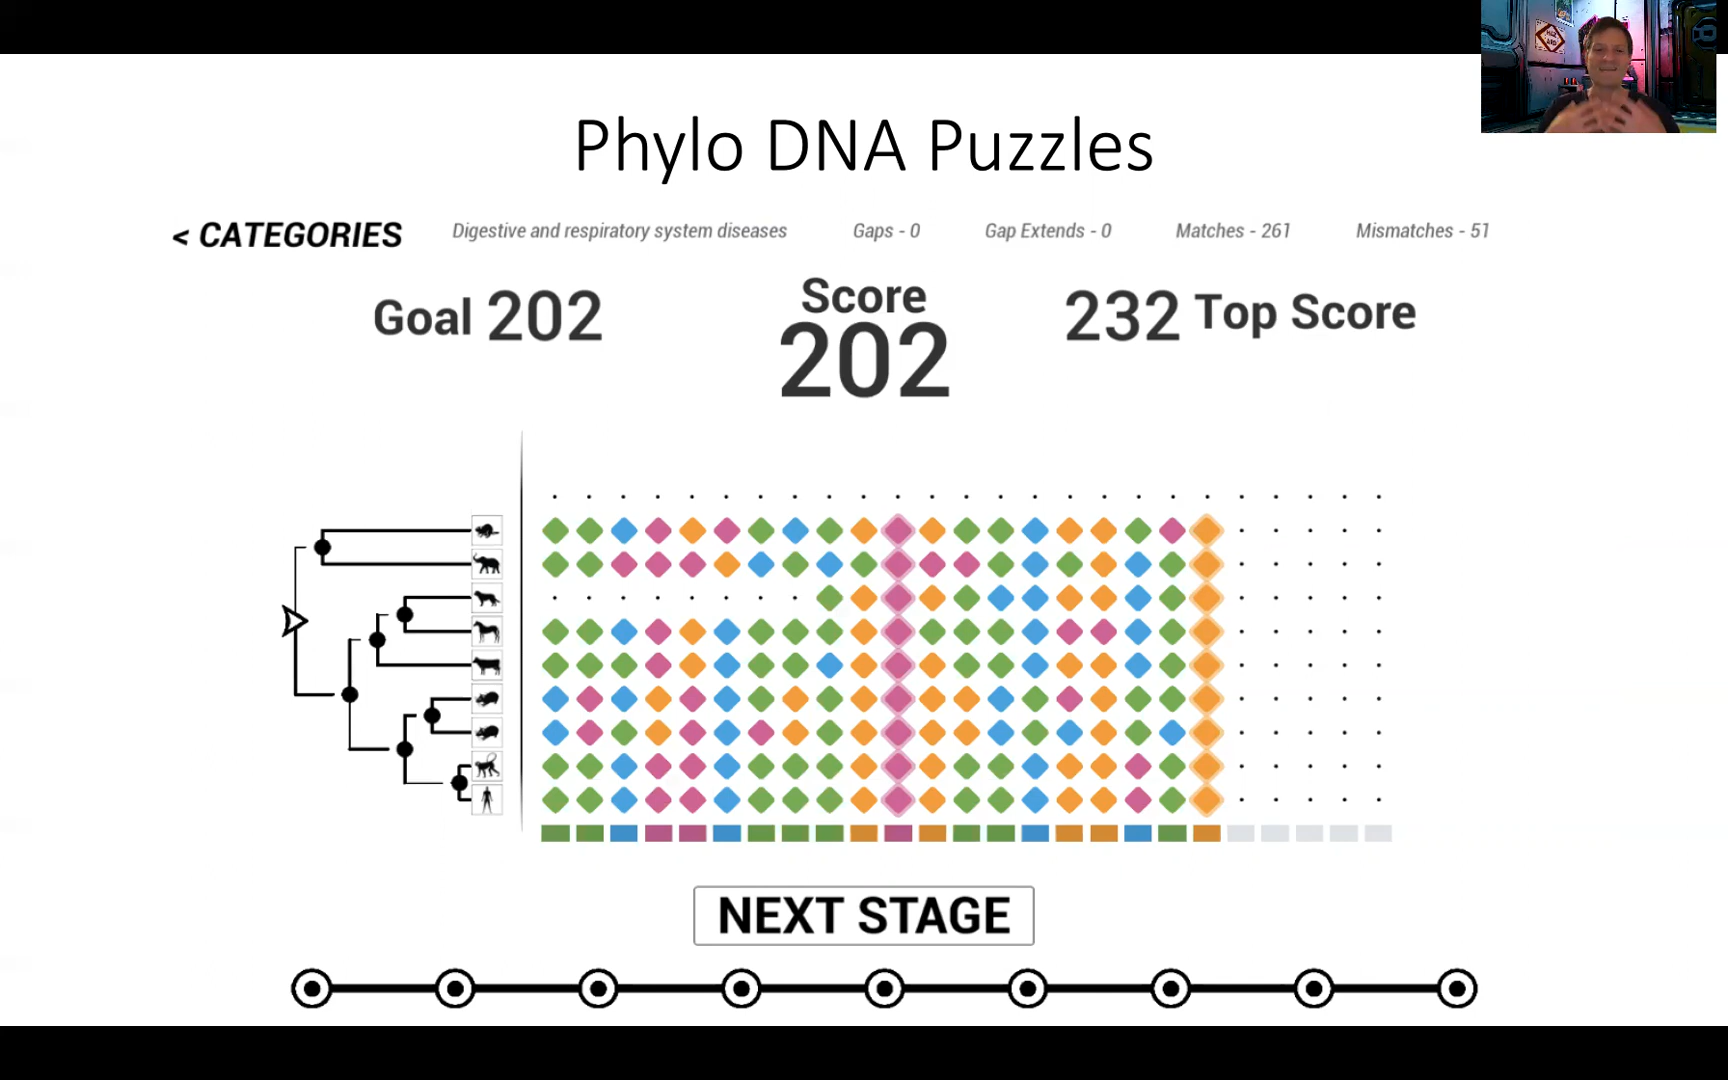 Phylo DNA Puzzles
< CATEGORIES
Digestive and respiratory system diseases
Gaps - 0
Gap Extends - 0
Matches - 261
Mismatches - 51
Goal 202
Score
202
232 Top Score
NEXT STAGE